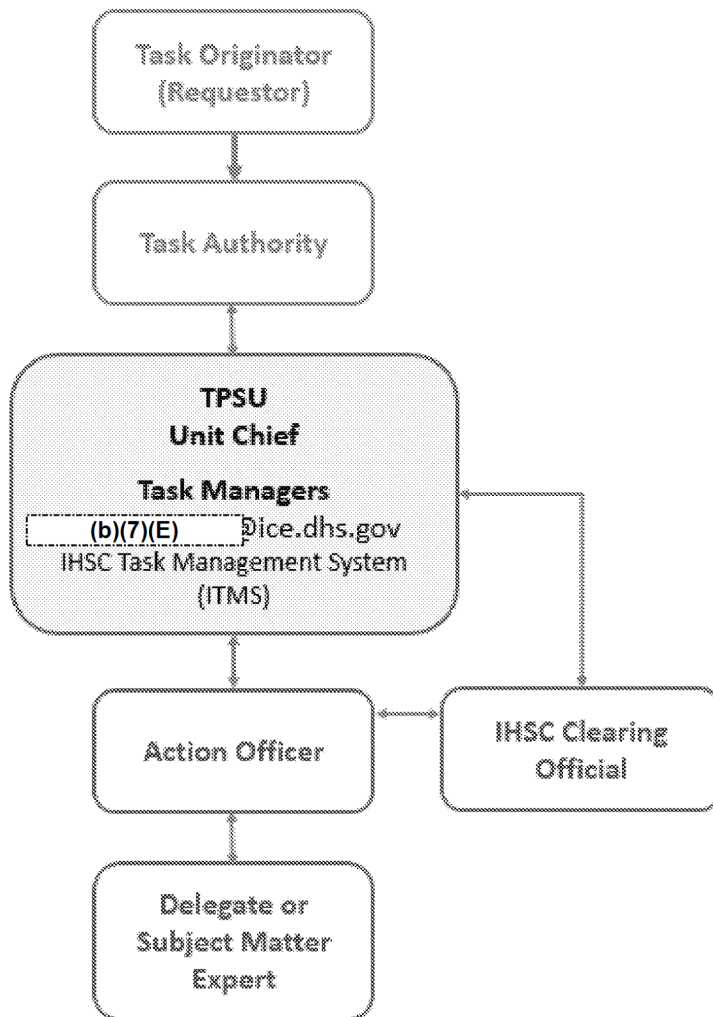 Task Originator
(Requestor)
Task Authority
TPSU
Unit Chief
Task Managers
(b)(7)(E) @ice.dhs.gov
IHSC Task Management System
(ITMS)
Action Officer
IHSC Clearing
Official
Delegate or
Subject Matter
Expert